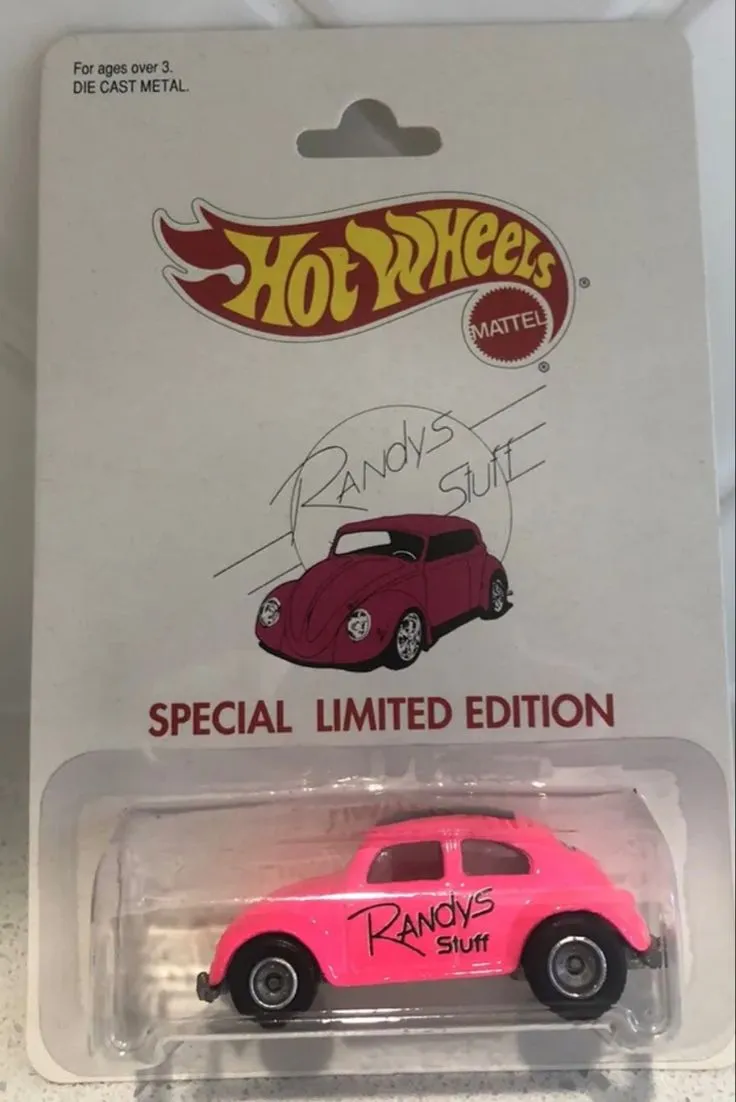 For ages over 3.
DIE CAST METAL.
HOT WHEELS
®
MATTEL
®
RANdYS
Stuff
SPECIAL LIMITED EDITION
RANdYS
Stuff